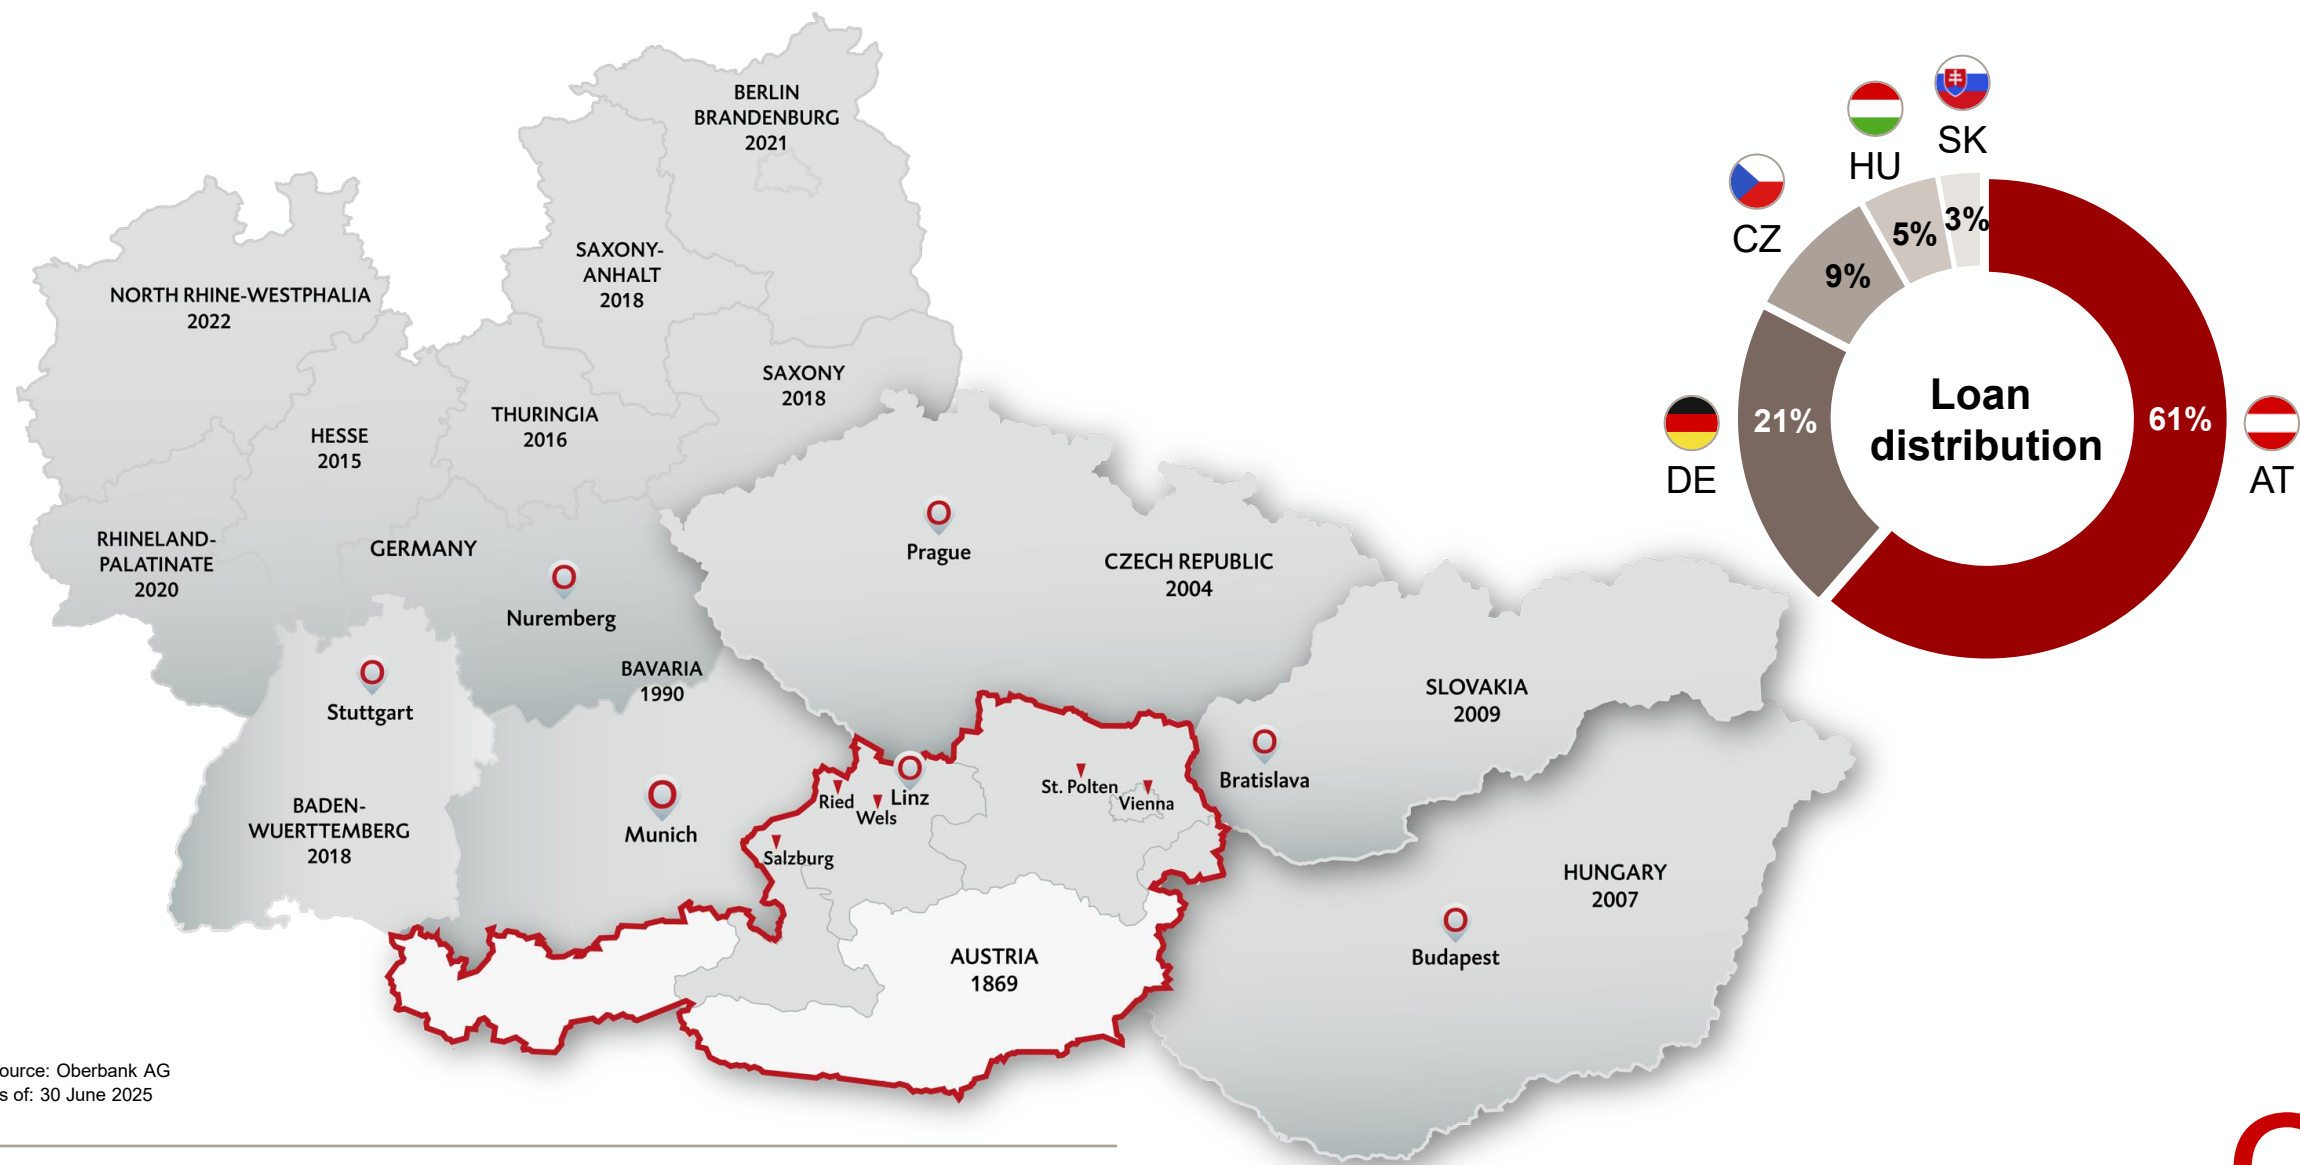 BERLIN
BRANDENBURG
2021
SAXONY-
ANHALT
2018
NORTH RHINE-WESTPHALIA
2022
SAXONY
2018
THURINGIA
2016
HESSE
2015
RHINELAND-
PALATINATE
2020
GERMANY
Nuremberg
BAVARIA
1990
Stuttgart
BADEN-
WUERTTEMBERG
2018
Munich
Prague
CZECH REPUBLIC
2004
SLOVAKIA
2009
Bratislava
Ried
Wels
Linz
Salzburg
St. Polten
Vienna
AUSTRIA
1869
HUNGARY
2007
Budapest
SK
HU
CZ
DE
AT
3%
5%
9%
21%
61%
Loan
distribution
ource: Oberbank AG
s of: 30 June 2025